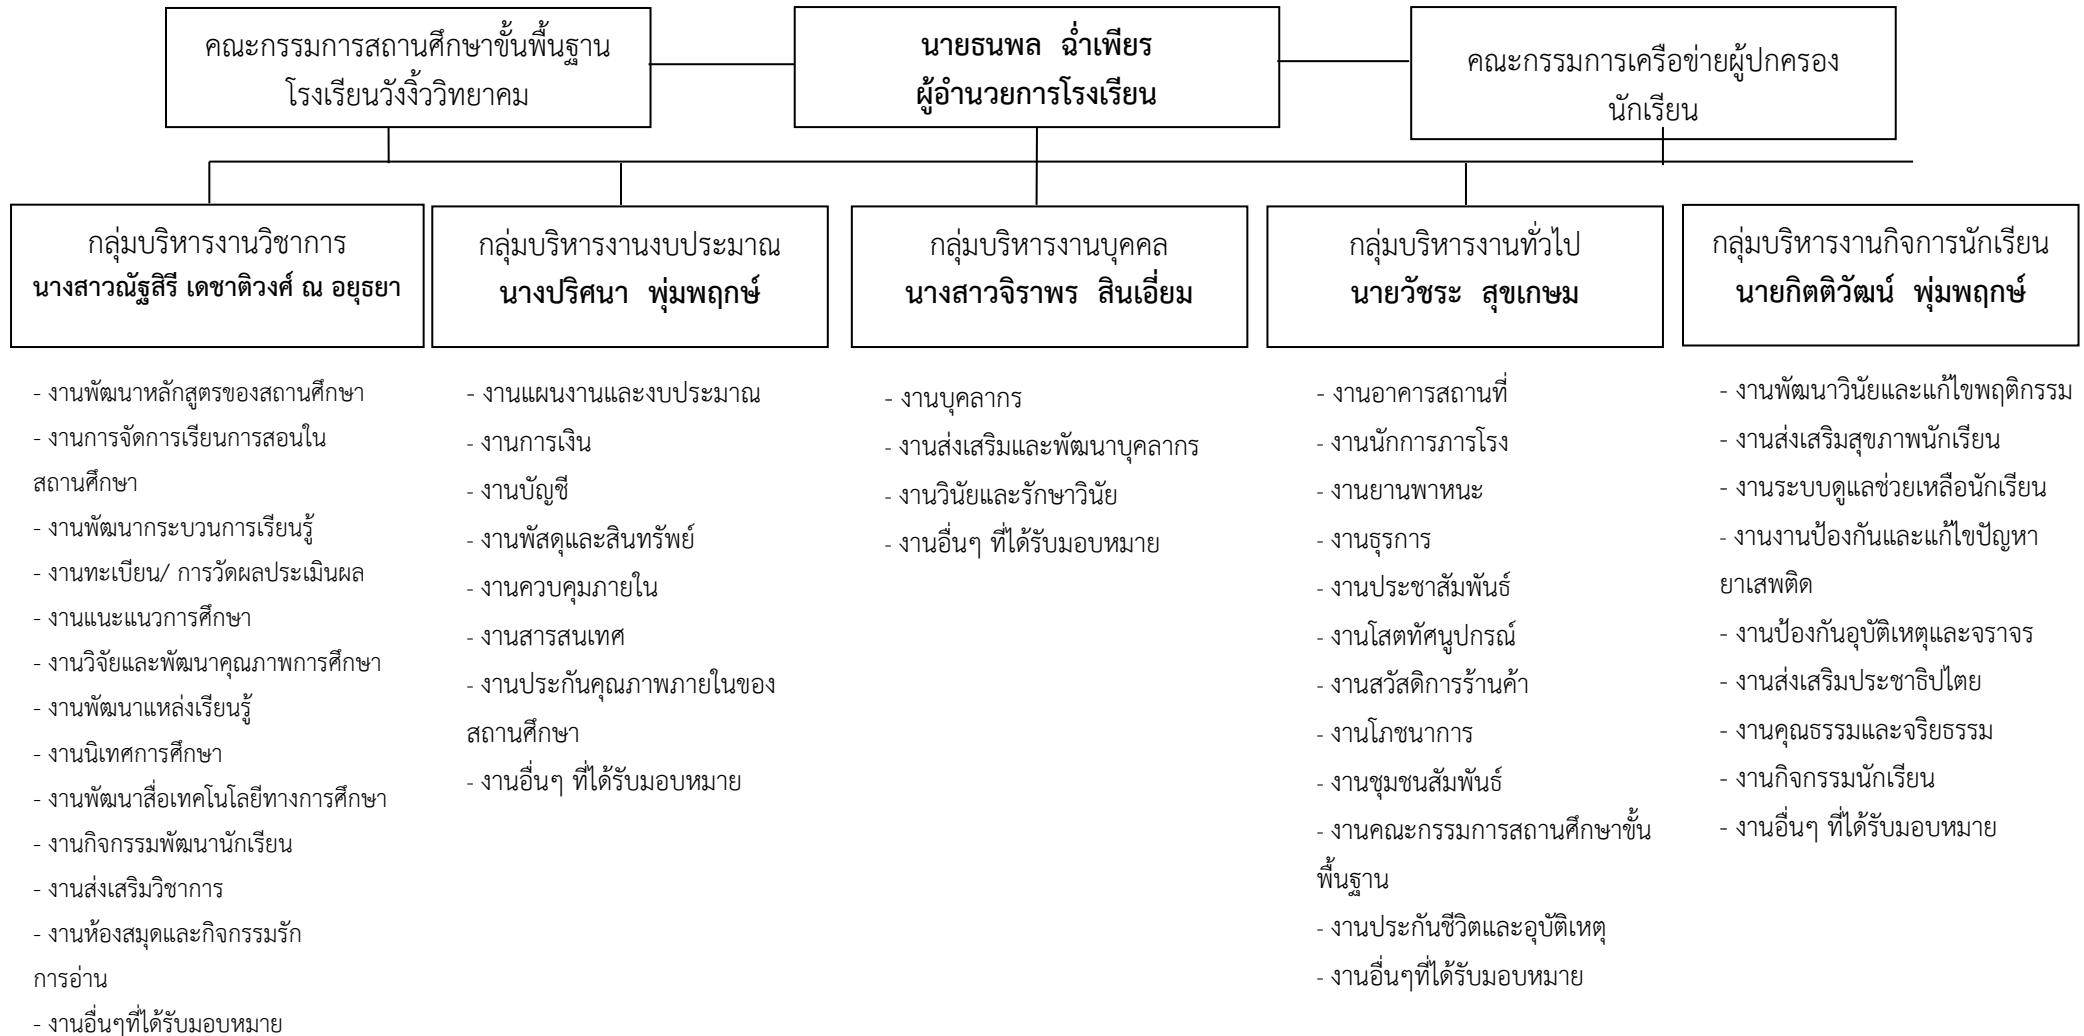 คณะกรรมการสถานศึกษาขั้นพื้นฐาน
โรงเรียนวังงิ้ววิทยาคม
นายธนพล ฉ่ำเพียร
ผู้อำนวยการโรงเรียน
คณะกรรมการเครือข่ายผู้ปกครอง
นักเรียน
กลุ่มบริหารงานวิชาการ
นางสาวณัฐสิรี เดชาติวงศ์ ณ อยุธยา
กลุ่มบริหารงานงบประมาณ
นางปริศนา พุ่มพฤกษ์
กลุ่มบริหารงานบุคคล
นางสาวจิราพร สินเอี่ยม
กลุ่มบริหารงานทั่วไป
นายวัชระ สุขเกษม
กลุ่มบริหารงานกิจการนักเรียน
นายกิตติวัฒน์ พุ่มพฤกษ์
- งานพัฒนาหลักสูตรของสถานศึกษา
- งานการจัดการเรียนการสอนใน
สถานศึกษา
- งานพัฒนากระบวนการเรียนรู้
- งานทะเบียน/ การวัดผลประเมินผล
- งานแนะแนวการศึกษา
- งานวิจัยและพัฒนาคุณภาพการศึกษา
- งานพัฒนาแหล่งเรียนรู้
- งานนิเทศการศึกษา
- งานพัฒนาสื่อเทคโนโลยีทางการศึกษา
- งานกิจกรรมพัฒนานักเรียน
- งานส่งเสริมวิชาการ
- งานห้องสมุดและกิจกรรมรัก
การอ่าน
- งานอื่นๆที่ได้รับมอบหมาย
- งานแผนงานและงบประมาณ
- งานการเงิน
- งานบัญชี
- งานพัสดุและสินทรัพย์
- งานควบคุมภายใน
- งานสารสนเทศ
- งานประกันคุณภาพภายในของ
สถานศึกษา
- งานอื่นๆ ที่ได้รับมอบหมาย
- งานบุคลากร
- งานส่งเสริมและพัฒนาบุคลากร
- งานวินัยและรักษาวินัย
- งานอื่นๆ ที่ได้รับมอบหมาย
- งานอาคารสถานที่
- งานนักการภารโรง
- งานยานพาหนะ
- งานธุรการ
- งานประชาสัมพันธ์
- งานโสตทัศนูปกรณ์
- งานสวัสดิการร้านค้า
- งานโภชนาการ
- งานชุมชนสัมพันธ์
- งานคณะกรรมการสถานศึกษาขั้น
พื้นฐาน
- งานประกันชีวิตและอุบัติเหตุ
- งานอื่นๆที่ได้รับมอบหมาย
- งานพัฒนาวินัยและแก้ไขพฤติกรรม
- งานส่งเสริมสุขภาพนักเรียน
- งานระบบดูแลช่วยเหลือนักเรียน
- งานงานป้องกันและแก้ไขปัญหา
ยาเสพติด
- งานป้องกันอุบัติเหตุและจราจร
- งานส่งเสริมประชาธิปไตย
- งานคุณธรรมและจริยธรรม
- งานกิจกรรมนักเรียน
- งานอื่นๆ ที่ได้รับมอบหมาย